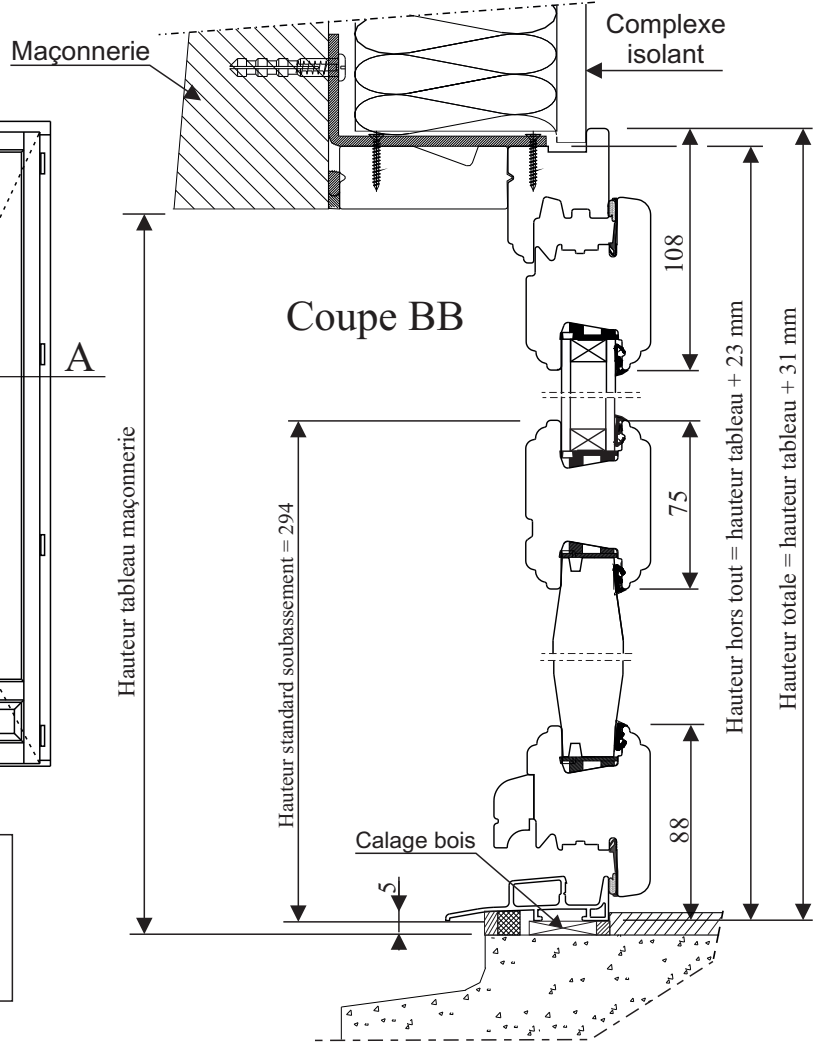 Maçonnerie
Complexe
isolant
A
Coupe BB
108
75
88
5
Hauteur tableau maçonnerie
Hauteur standard soubassement = 294
Hauteur hors tout = hauteur tableau + 23 mm
Hauteur totale = hauteur tableau + 31 mm
Calage bois